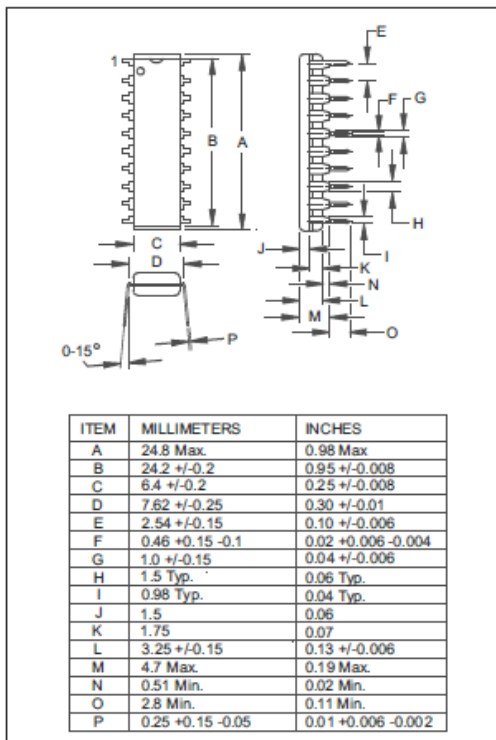 1
E
F
G
B
A
H
C
I
J
D
K
N
L
M
P
O
0-15°
ITEM MILLIMETERS INCHES
A 24.8 Max. 0.98 Max
B 24.2 +/-0.2 0.95 +/-0.008
C 6.4 +/-0.2 0.25 +/-0.008
D 7.62 +/-0.25 0.30 +/-0.01
E 2.54 +/-0.15 0.10 +/-0.006
F 0.46 +0.15 -0.1 0.02 +0.006 -0.004
G 1.0 +/-0.15 0.04 +/-0.006
H 1.5 Typ. 0.06 Typ.
I 0.98 Typ. 0.04 Typ.
J 1.5 0.06
K 1.75 0.07
L 3.25 +/-0.15 0.13 +/-0.006
M 4.7 Max. 0.19 Max.
N 0.51 Min. 0.02 Min.
O 2.8 Min. 0.11 Min.
P 0.25 +0.15 -0.05 0.01 +0.006 -0.002